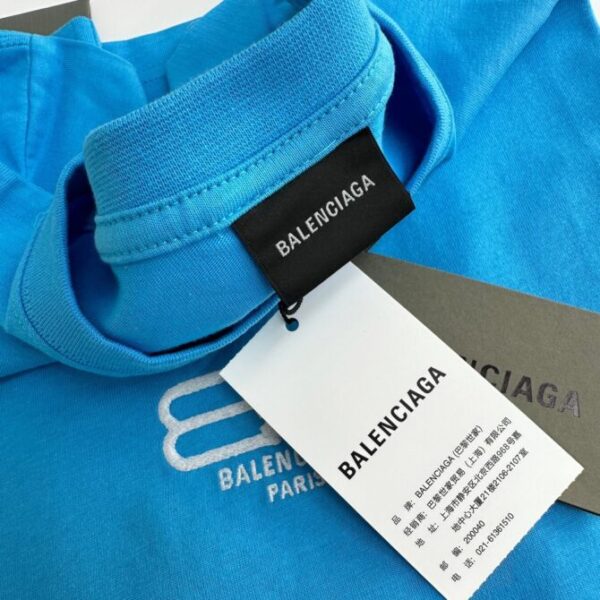 BALENCIAGA
BALENCIAGA
品 牌: BALENCIAGA (巴黎世家)
经销商: 巴黎世家贸易（上海）有限公司
地 址: 上海市静安区北京西路968号嘉
地中心大厦21楼2106-2107室
邮 编: 200040
电 话: 021-61361510
NCIAGA
BALENC
PARIS